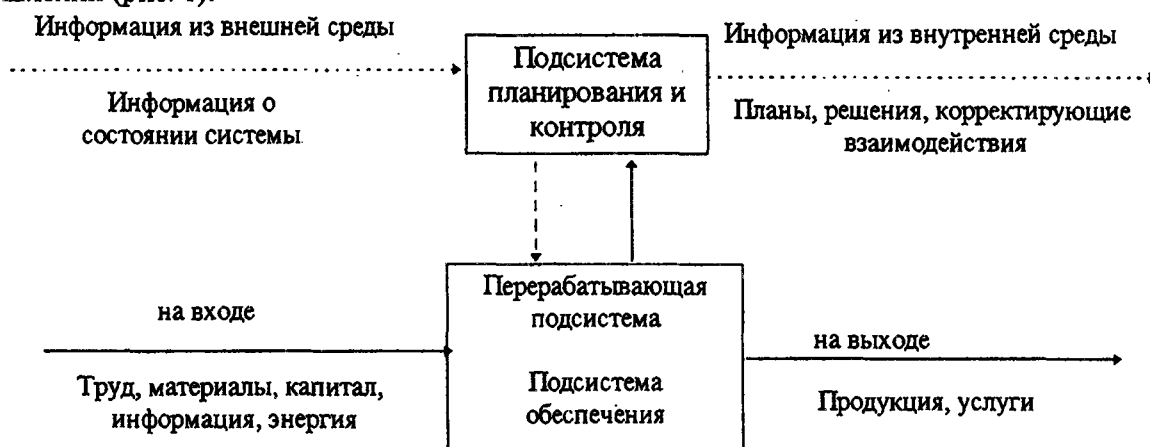 Информация из внешней среды
Информация о
состоянии системы
Подсистема
планирования и
контроля
Информация из внутренней среды
Планы, решения, корректирующие
взаимодействия
на входе
Труд, материалы, капитал,
информация, энергия
Перерабатывающая
подсистема
Подсистема
обеспечения
на выходе
Продукция, услуги